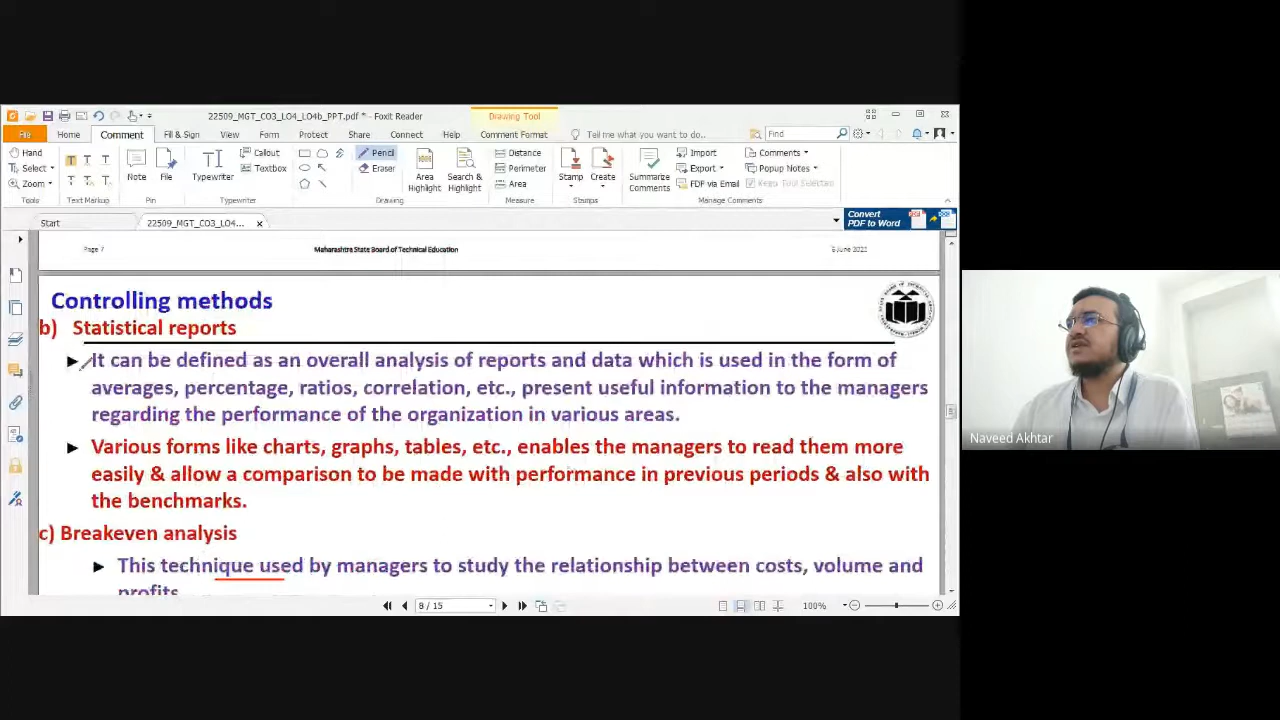 22509_MGT_CO3_LO4_LO4b_PPT.pdf * - Foxit Reader
Drawing Tool
File Home Comment Fill & Sign View Form Protect Share Connect Help Comment Format Tell me what you want to do.. Find
Hand
Select
Zoom
Tools
Text Markup
Note
File
Pin
Typewriter
Callout
Textbox
Typewriter
Pencil
Eraser
Drawing
Area
Highlight
Search &
Highlight
Distance
Perimeter
Area
Measure
Stamp
Create
Stamps
Summarize
Comments
Import
Export
FDF via Email
Comments
Popup Notes
Keep Tool Selected
Manage Comments
Start
22509_MGT_CO3_LO4...
Convert
PDF to Word
Page 7 Maharashtra State Board of Technical Education
Controlling methods
b) Statistical reports
► It can be defined as an overall analysis of reports and data which is used in the form of
averages, percentage, ratios, correlation, etc., present useful information to the managers
regarding the performance of the organization in various areas.
► Various forms like charts, graphs, tables, etc., enables the managers to read them more
easily & allow a comparison to be made with performance in previous periods & also with
the benchmarks.
c) Breakeven analysis
► This technique used by managers to study the relationship between costs, volume and
profits
8 / 15
100%
Naveed Akhtar